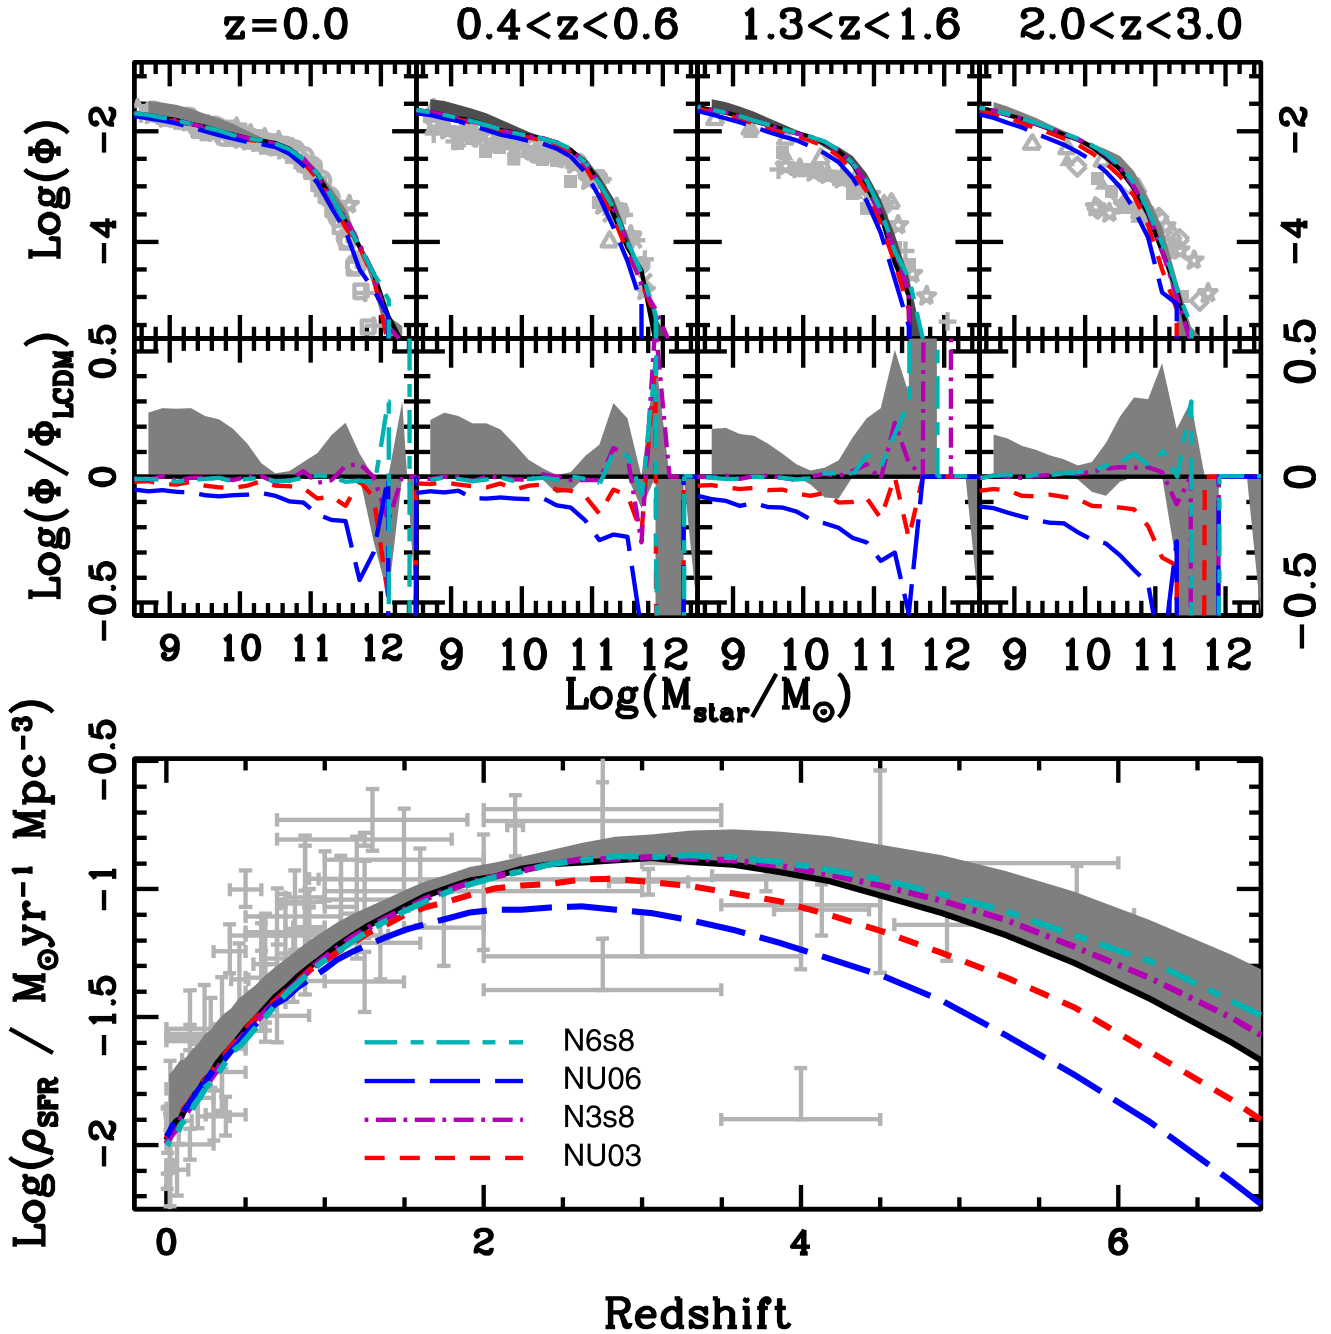 z=0.0 0.4<z<0.6 1.3<z<1.6 2.0<z<3.0
Log(Φ)
−2
−4
−2
−4
Log(Φ/Φ_LCDM)
0.5
0
−0.5
0.5
0
−0.5
9 10 11 12 9 10 11 12 9 10 11 12 9 10 11 12
Log(M_star/M_⊙)
Log(ρ_SFR / M_⊙yr⁻¹ Mpc⁻³)
−0.5
−1
−1.5
−2
N6s8
NU06
N3s8
NU03
0 2 4 6
Redshift